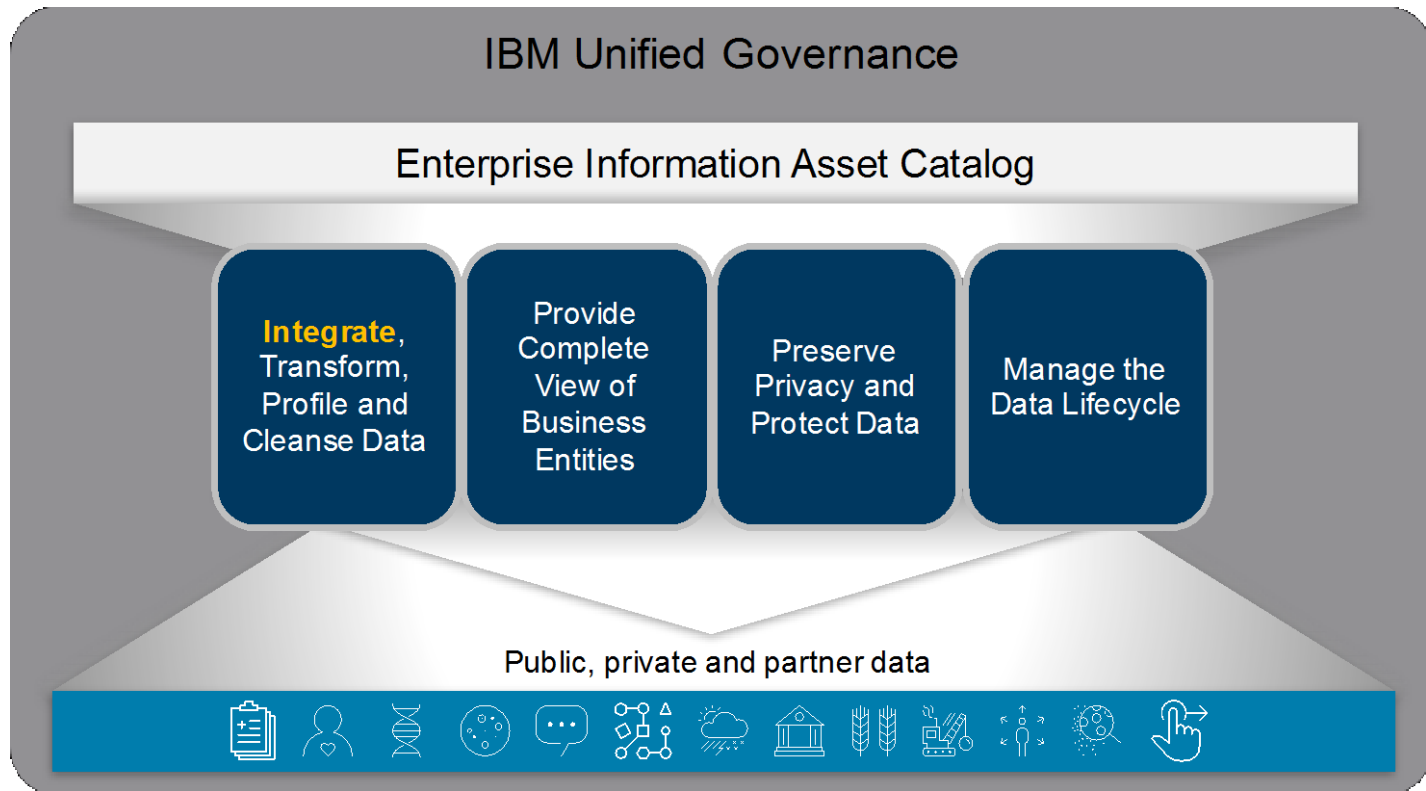 IBM Unified Governance
Enterprise Information Asset Catalog
Integrate,
Transform,
Profile and
Cleanse Data
Provide
Complete
View of
Business
Entities
Preserve
Privacy and
Protect Data
Manage the
Data Lifecycle
Public, private and partner data